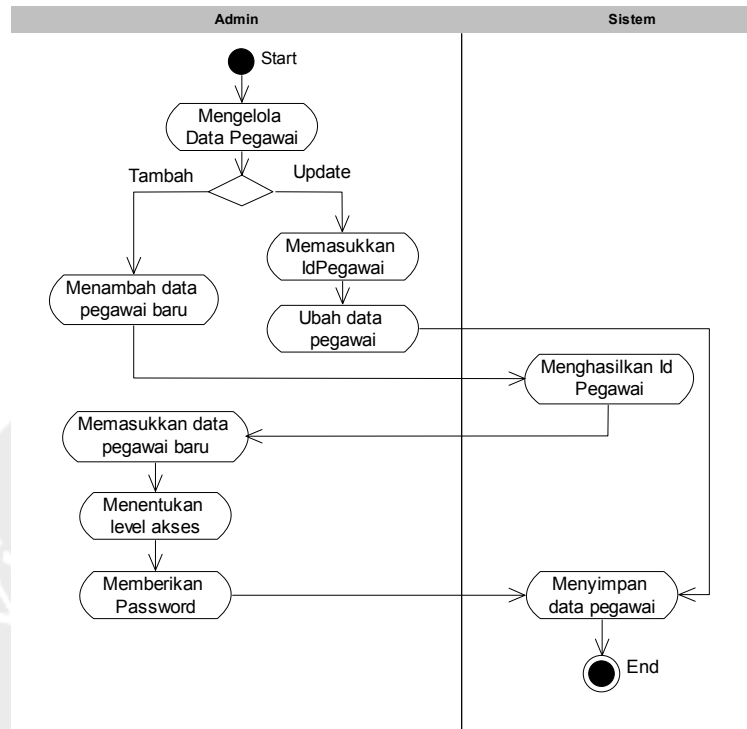 Admin
Sistem
Start
Mengelola
Data Pegawai
Tambah
Update
Memasukkan
IdPegawai
Menambah data
pegawai baru
Ubah data
pegawai
Menghasilkan Id
Pegawai
Memasukkan data
pegawai baru
Menentukan
level akses
Memberikan
Password
Menyimpan
data pegawai
End